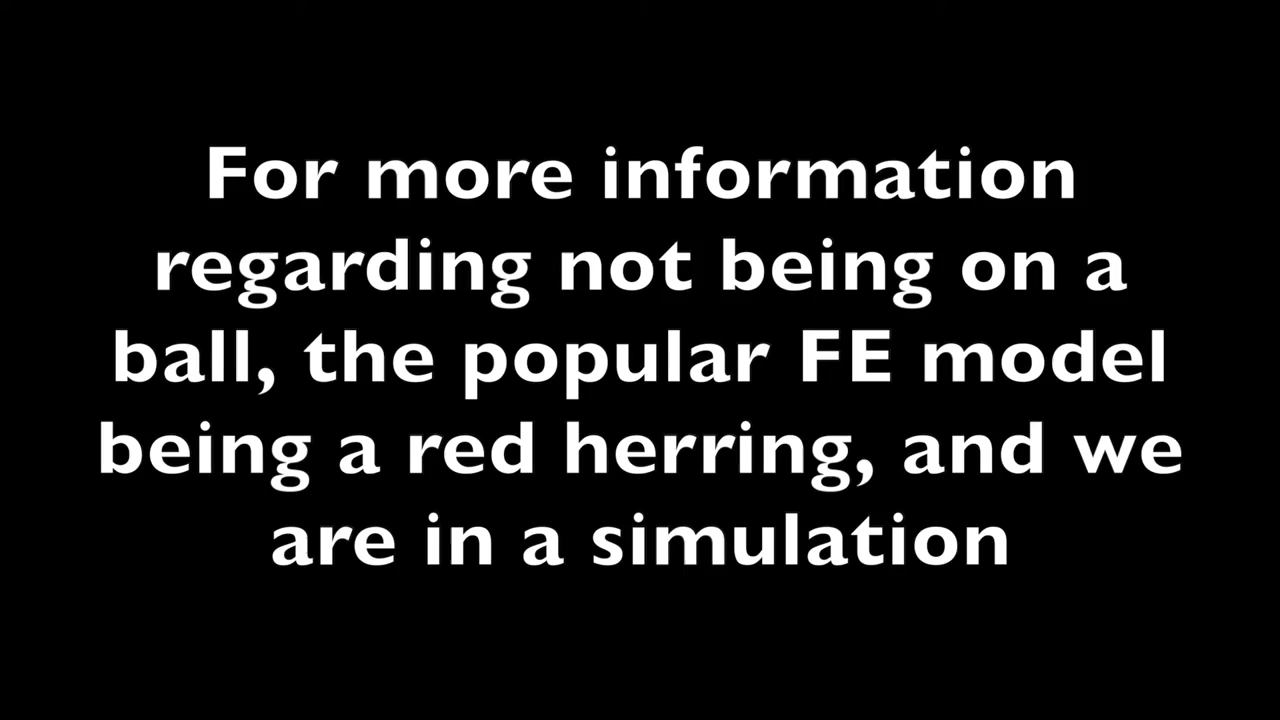 For more information
regarding not being on a
ball, the popular FE model
being a red herring, and we
are in a simulation